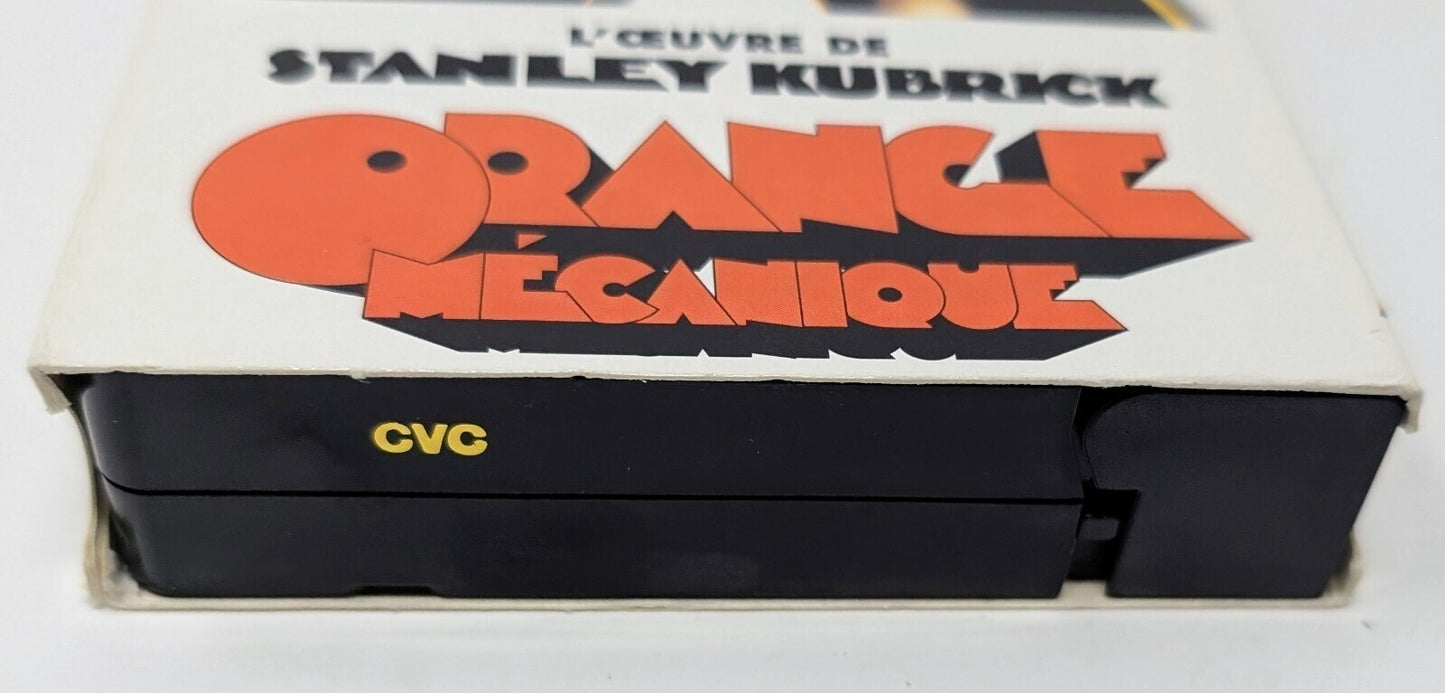 L'ŒUVRE DE
STANLEY KUBRICK
ORANGE
MÉCANIQUE
CVC